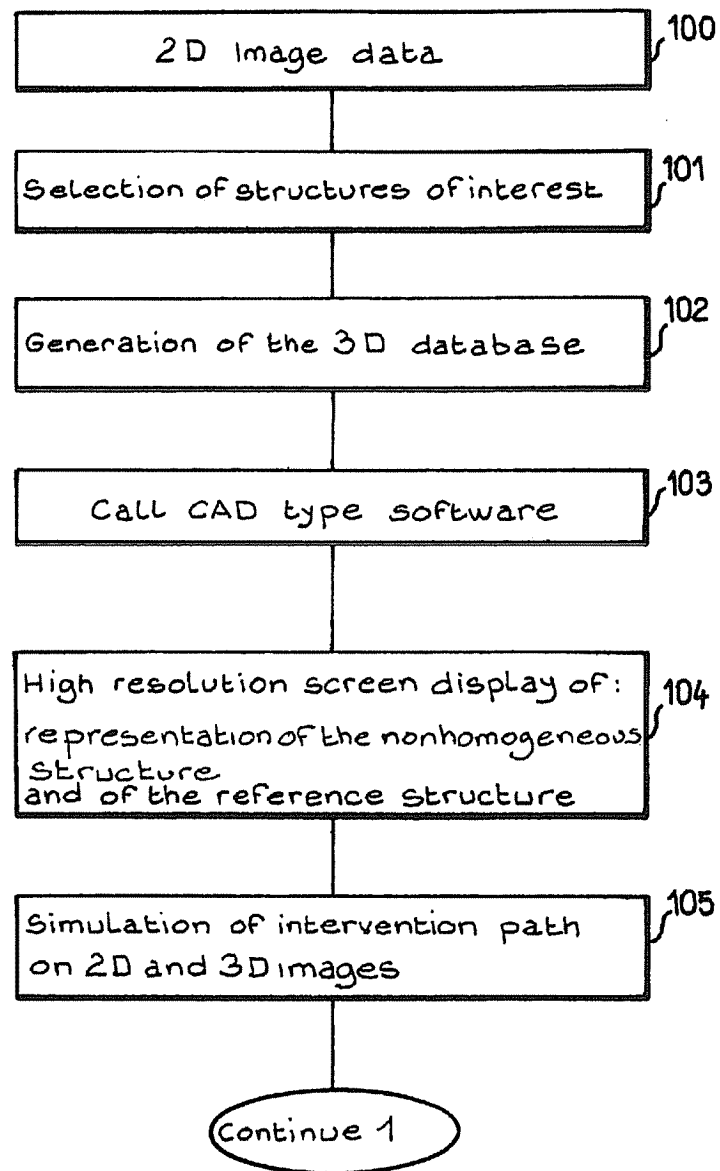 100
2D Image data
101
Selection of structures of interest
102
Generation of the 3D database
103
Call CAD type software
104
High resolution screen display of:
representation of the nonhomogeneous
structure
and of the reference structure
105
Simulation of intervention path
on 2D and 3D images
Continue 1